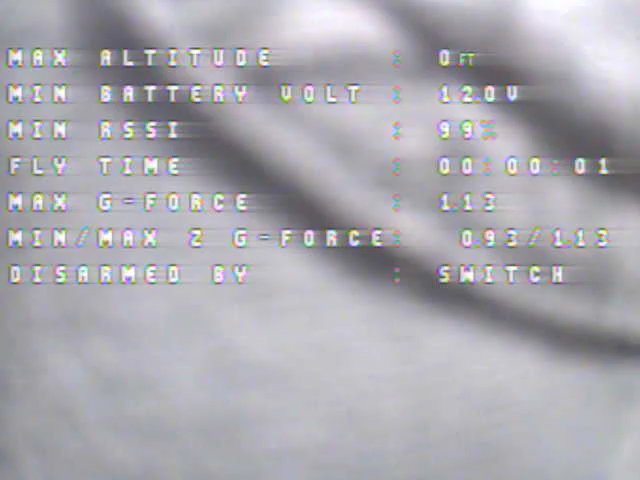 MAX ALTITUDE : 0FT
MIN BATTERY VOLT : 12.0V
MIN RSSI : 99%
FLY TIME : 00:00:01
MAX G-FORCE : 1.13
MIN/MAX Z G-FORCE: 0.93/1.13
DISARMED BY : SWITCH